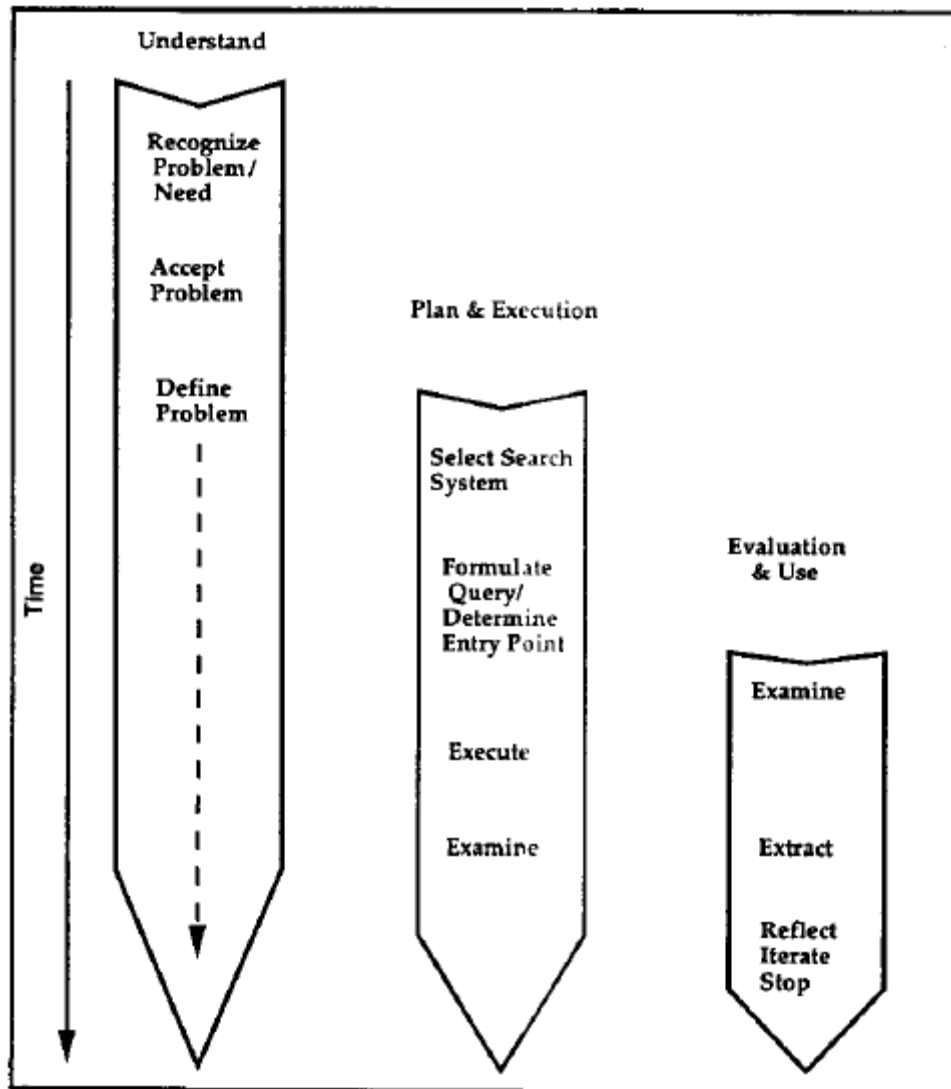 Understand
Recognize
Problem/
Need
Accept
Problem
Define
Problem
Plan & Execution
Select Search
System
Formulate
Query/
Determine
Entry Point
Execute
Examine
Evaluation
& Use
Examine
Extract
Reflect
Iterate
Stop
Time